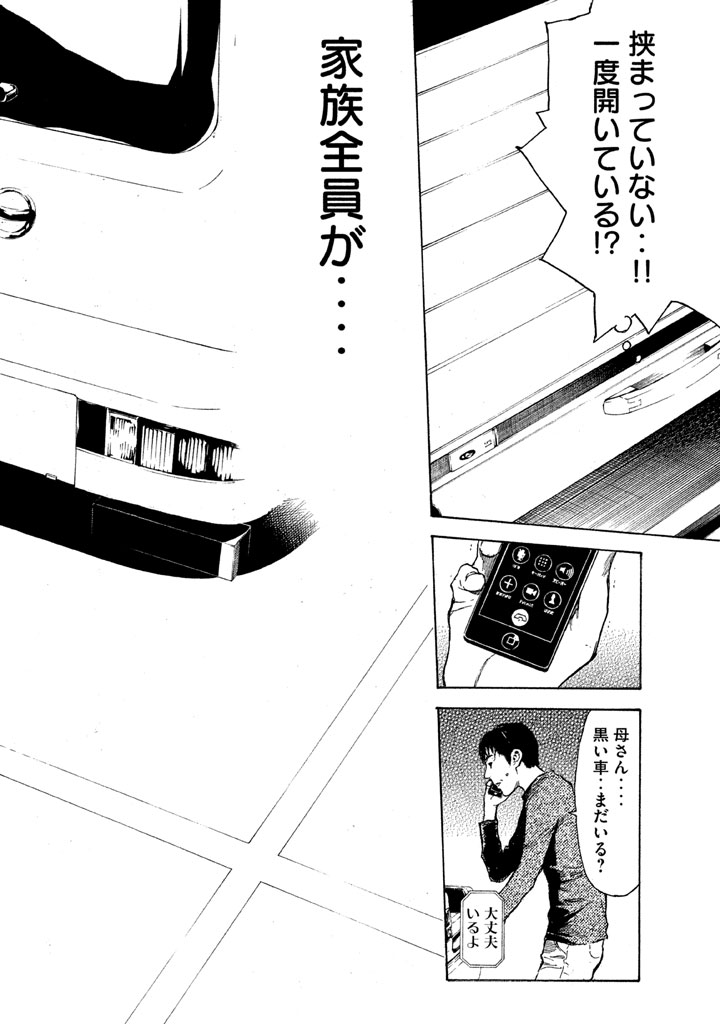 挟まっていない‥!!
一度開いている!?
母さん‥‥
黒い車‥まだいる?
大丈夫
いるよ
家族全員が‥‥